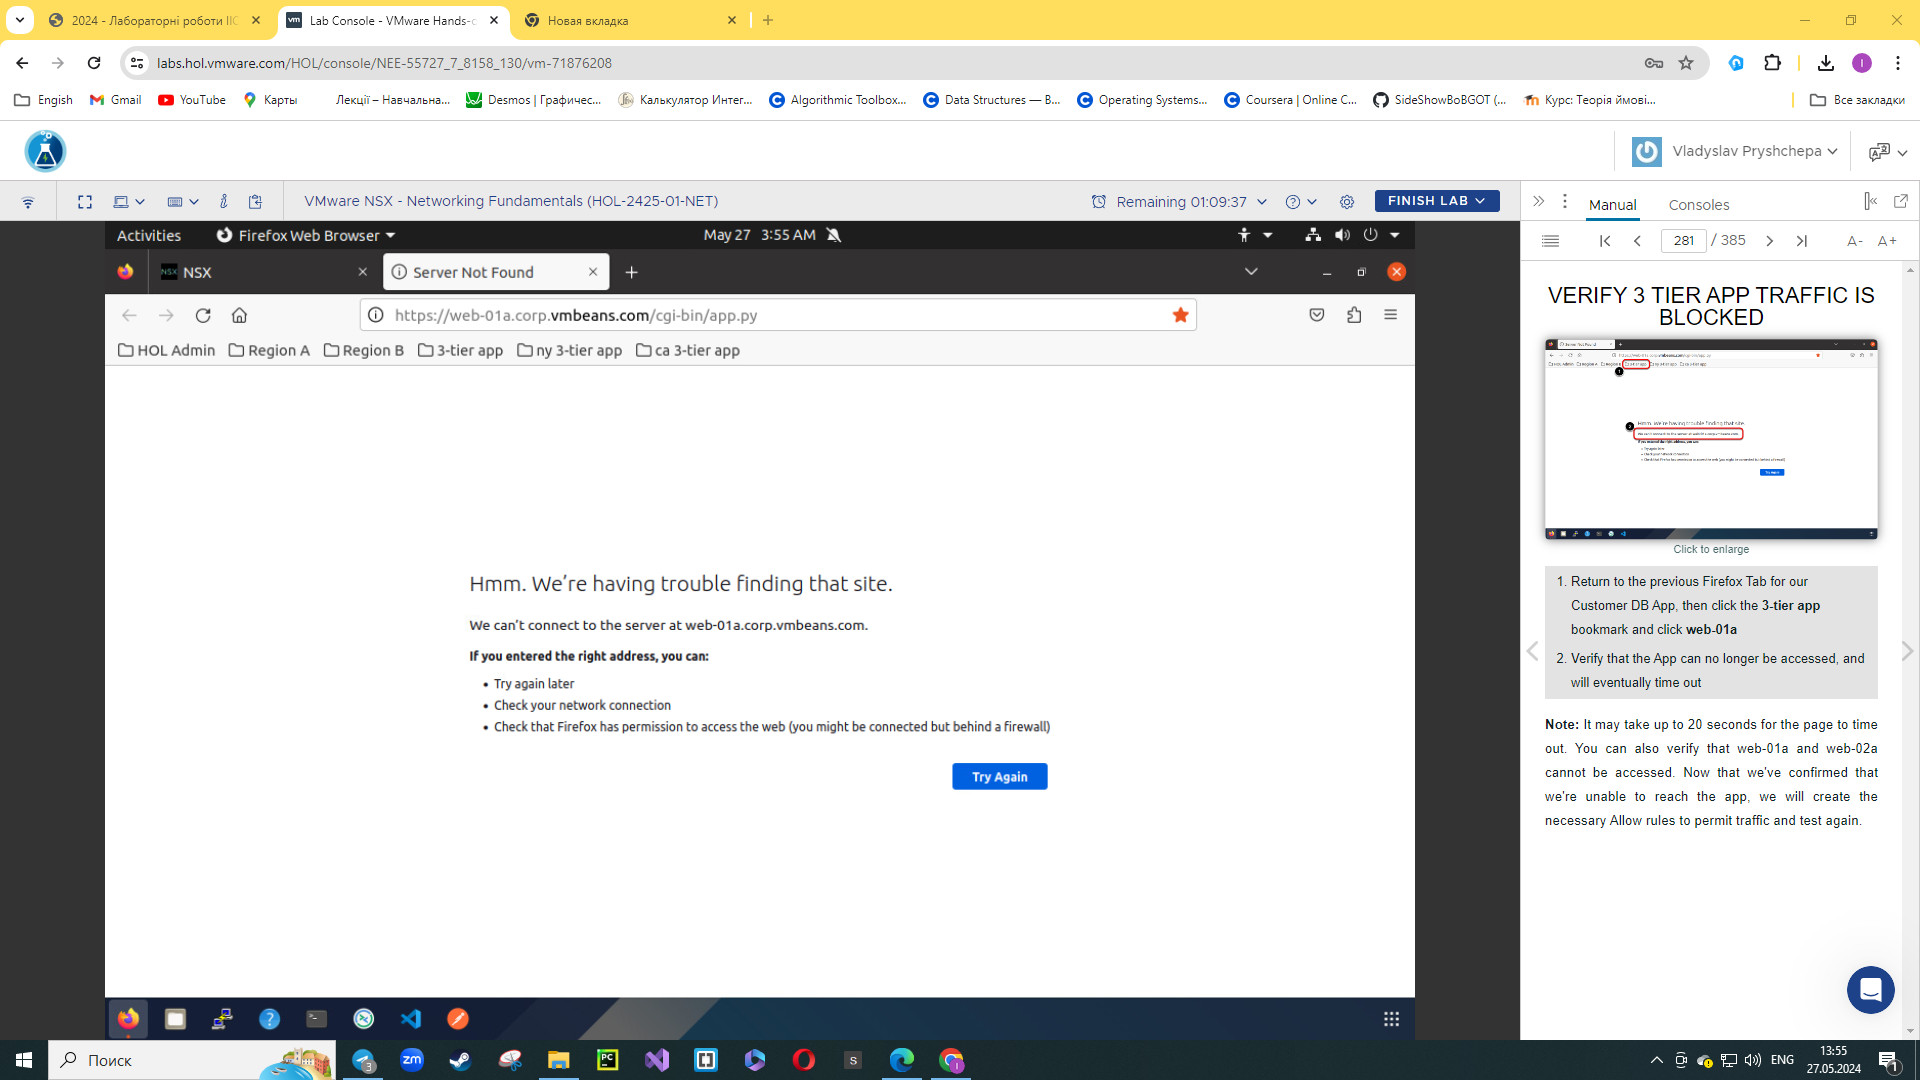 2024 - Лабораторні роботи ІІС
Lab Console - VMware Hands-o
Новая вкладка
labs.hol.vmware.com/HOL/console/NEE-55727_7_8158_130/vm-71876208
Engish
Gmail
YouTube
Карты
Лекції – Навчальна...
Desmos | Графичес...
Калькулятор Интег...
Algorithmic Toolbox...
Data Structures — В...
Operating Systems...
Coursera | Online C...
SideShowBoBGOT (...
Курс: Теорія ймові...
Все закладки
Vladyslav Pryshchepa
VMware NSX - Networking Fundamentals (HOL-2425-01-NET)
Remaining 01:09:37
FINISH LAB
Manual
Consoles
281 / 385
A-
A+
Activities
Firefox Web Browser
May 27 3:55 AM
NSX
Server Not Found
https://web-01a.corp.vmbeans.com/cgi-bin/app.py
HOL Admin
Region A
Region B
3-tier app
ny 3-tier app
ca 3-tier app
Hmm. We're having trouble finding that site.
We can't connect to the server at web-01a.corp.vmbeans.com.
If you entered the right address, you can:
• Try again later
• Check your network connection
• Check that Firefox has permission to access the web (you might be connected but behind a firewall)
Try Again
VERIFY 3 TIER APP TRAFFIC IS
BLOCKED
Hmm. We're having trouble finding that site.
Click to enlarge
1. Return to the previous Firefox Tab for our
Customer DB App, then click the 3-tier app
bookmark and click web-01a
2. Verify that the App can no longer be accessed, and
will eventually time out
Note: It may take up to 20 seconds for the page to time
out. You can also verify that web-01a and web-02a
cannot be accessed. Now that we've confirmed that
we're unable to reach the app, we will create the
necessary Allow rules to permit traffic and test again.
Поиск
ENG
13:55
27.05.2024